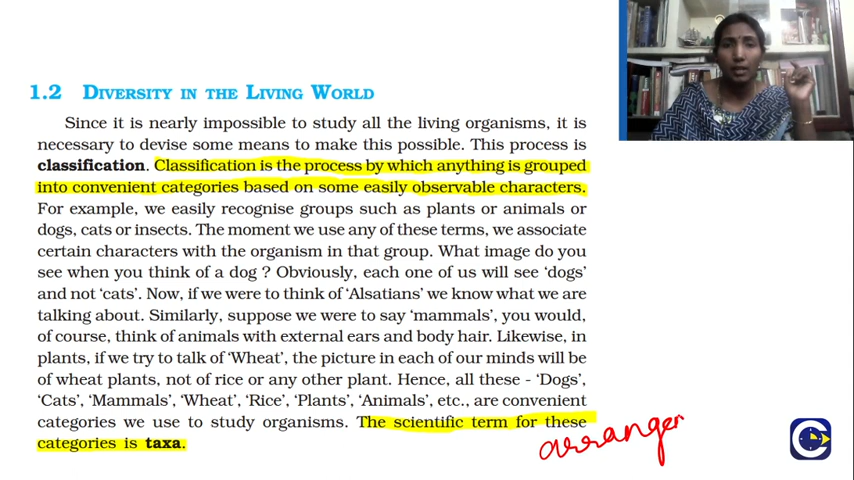 1.2 DIVERSITY IN THE LIVING WORLD
Since it is nearly impossible to study all the living organisms, it is
necessary to devise some means to make this possible. This process is
classification. Classification is the process by which anything is grouped
into convenient categories based on some easily observable characters.
For example, we easily recognise groups such as plants or animals or
dogs, cats or insects. The moment we use any of these terms, we associate
certain characters with the organism in that group. What image do you
see when you think of a dog ? Obviously, each one of us will see ‘dogs’
and not ‘cats’. Now, if we were to think of ‘Alsatians’ we know what we are
talking about. Similarly, suppose we were to say ‘mammals’, you would,
of course, think of animals with external ears and body hair. Likewise, in
plants, if we try to talk of ‘Wheat’, the picture in each of our minds will be
of wheat plants, not of rice or any other plant. Hence, all these - ‘Dogs’,
‘Cats’, ‘Mammals’, ‘Wheat’, ‘Rice’, ‘Plants’, ‘Animals’, etc., are convenient
categories we use to study organisms. The scientific term for these
categories is taxa.
arranger